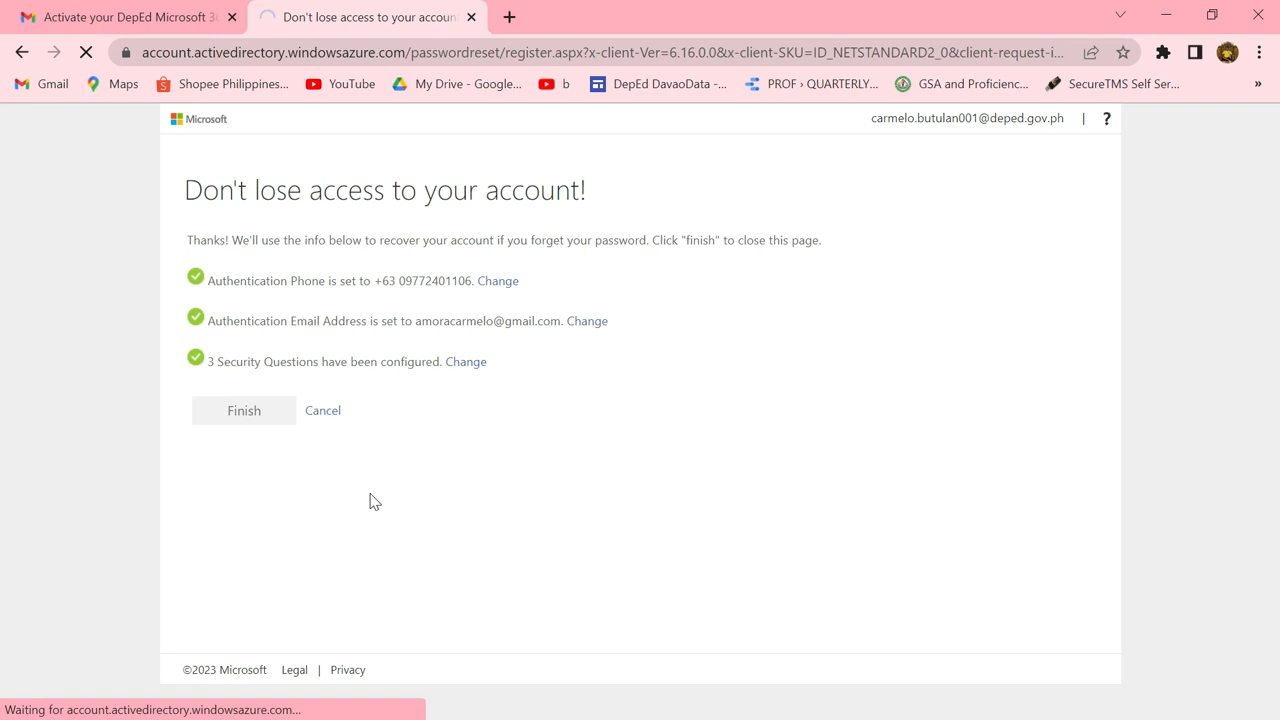 Activate your DepEd Microsoft 3
Don't lose access to your accoun
account.activedirectory.windowsazure.com/passwordreset/register.aspx?x-client-Ver=6.16.0.0&x-client-SKU=ID_NETSTANDARD2_0&client-request-i...
Gmail
Maps
Shopee Philippines...
YouTube
My Drive - Google...
b
DepEd DavaoData -...
PROF › QUARTERLY...
GSA and Proficienc...
SecureTMS Self Ser...
»
Microsoft
carmelo.butulan001@deped.gov.ph | ?
Don't lose access to your account!
Thanks! We'll use the info below to recover your account if you forget your password. Click "finish" to close this page.
Authentication Phone is set to +63 09772401106. Change
Authentication Email Address is set to amoracarmelo@gmail.com. Change
3 Security Questions have been configured. Change
Finish
Cancel
©2023 Microsoft Legal | Privacy
Waiting for account.activedirectory.windowsazure.com...